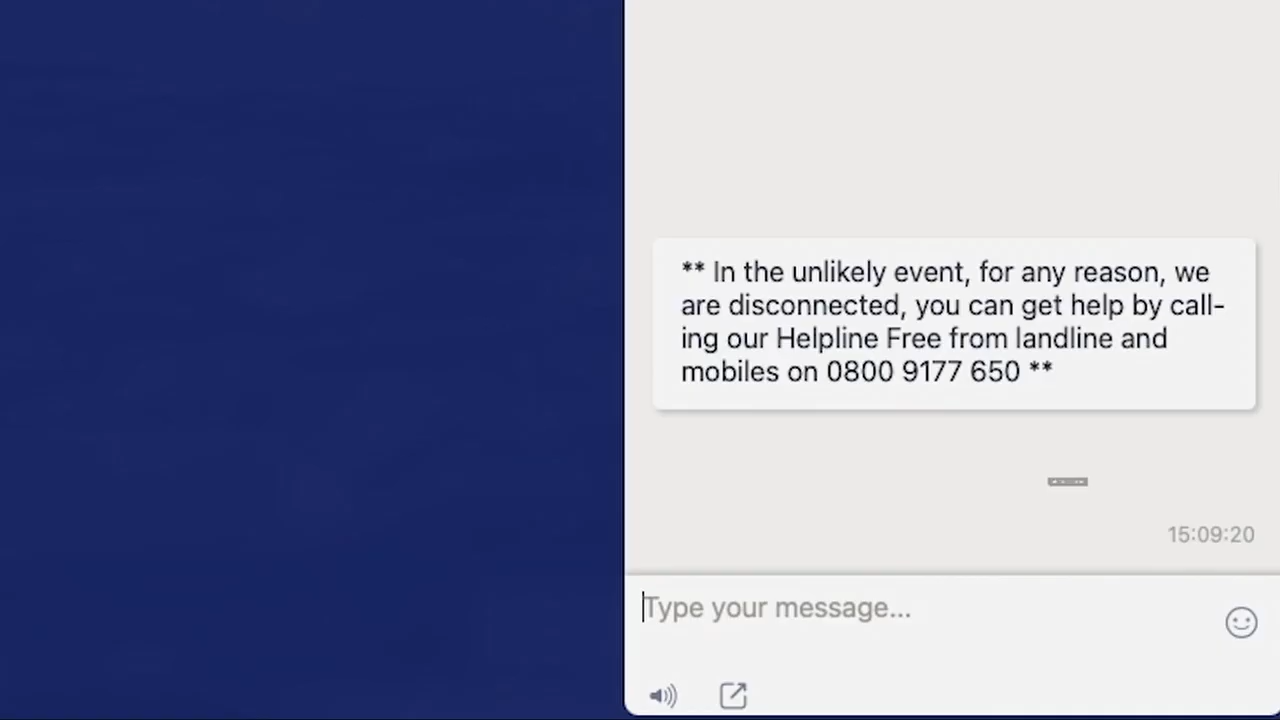 ** In the unlikely event, for any reason, we
are disconnected, you can get help by call-
ing our Helpline Free from landline and
mobiles on 0800 9177 650 **
15:09:20
Type your message...